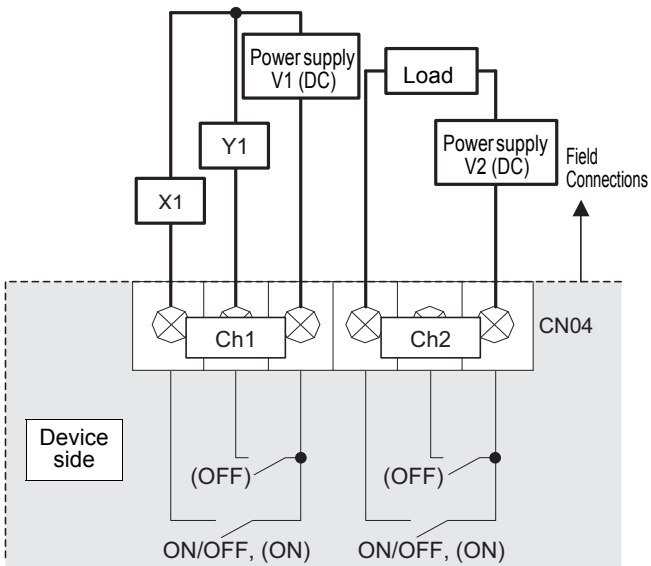 Power supply
V1 (DC)
Load
Y1
Power supply
V2 (DC)
Field
Connections
X1
Ch1
Ch2
CN04
Device
side
(OFF)
(OFF)
ON/OFF, (ON)
ON/OFF, (ON)